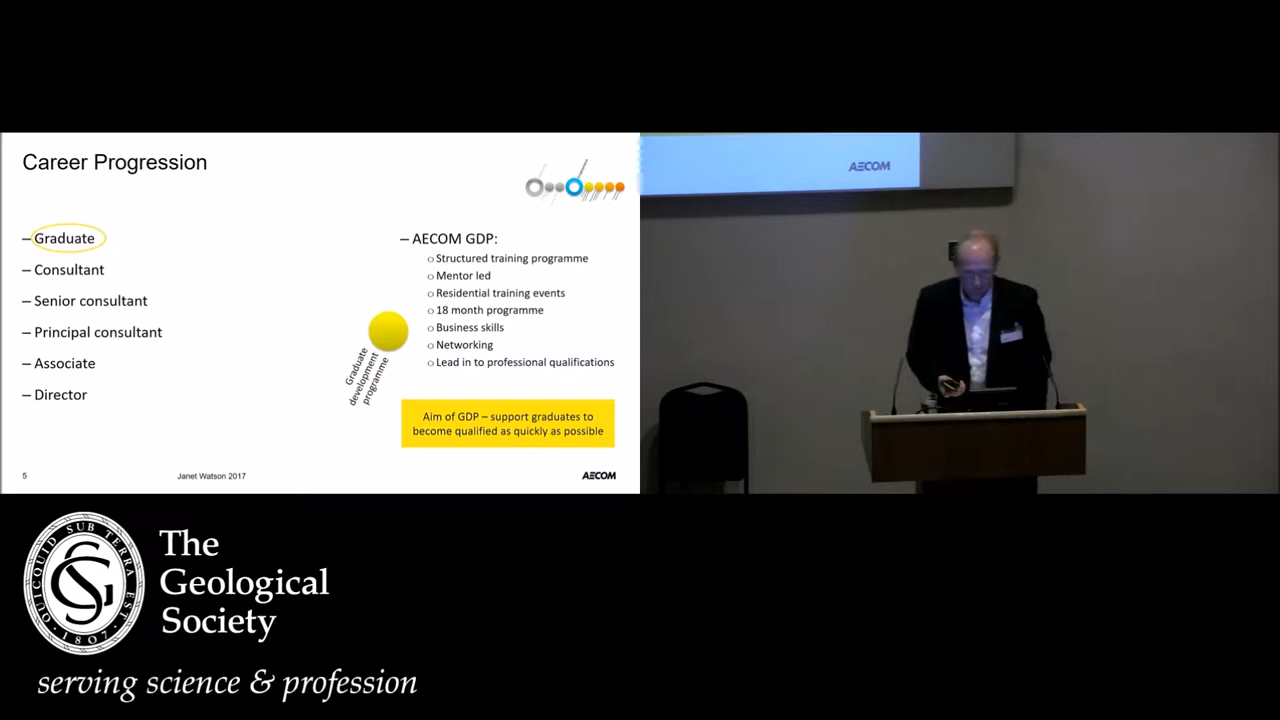 Career Progression
– Graduate
– Consultant
– Senior consultant
– Principal consultant
– Associate
– Director
Graduate
development
programme
– AECOM GDP:
o Structured training programme
o Mentor led
o Residential training events
o 18 month programme
o Business skills
o Networking
o Lead in to professional qualifications
Aim of GDP – support graduates to
become qualified as quickly as possible
5
Janet Watson 2017
AECOM
AECOM
QUICQUID SUB TERRA EST
1807
The
Geological
Society
serving science & profession